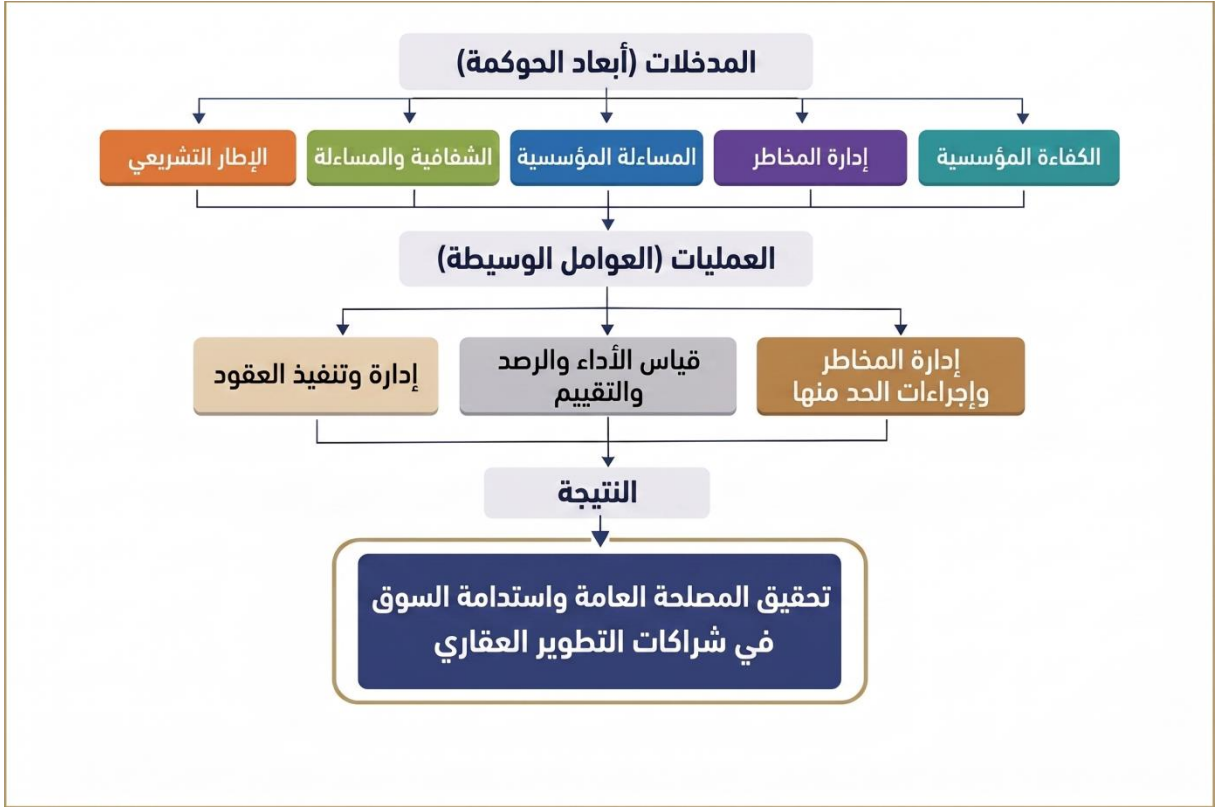 المدخلات (أبعاد الحوكمة)
الكفاءة المؤسسية
إدارة المخاطر
المساءلة المؤسسية
الشفافية والمساءلة
الإطار التشريعي
العمليات (العوامل الوسيطة)
إدارة المخاطر
وإجراءات الحد منها
قياس الأداء والرصد
والتقييم
إدارة وتنفيذ العقود
النتيجة
تحقيق المصلحة العامة واستدامة السوق
في شراكات التطوير العقاري